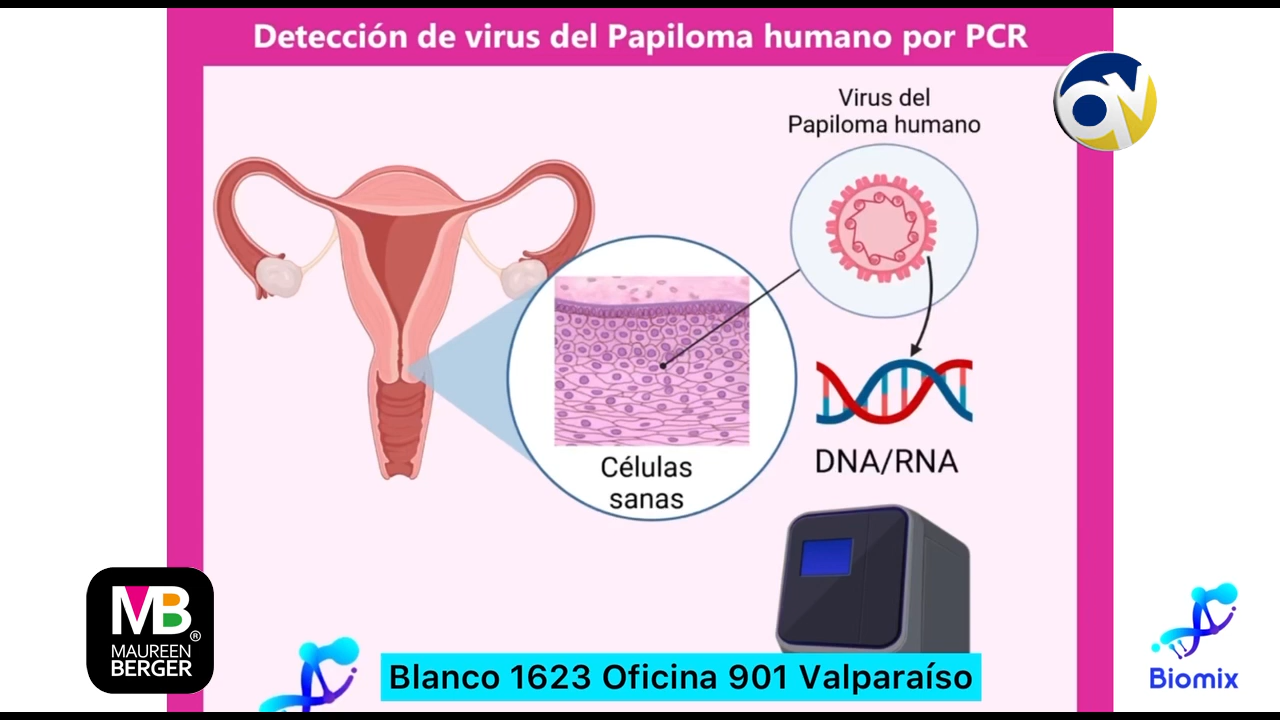 Detección de virus del Papiloma humano por PCR
Virus del
Papiloma humano
Células
sanas
DNA/RNA
MB®
MAUREEN
BERGER
Blanco 1623 Oficina 901 Valparaíso
Biomix